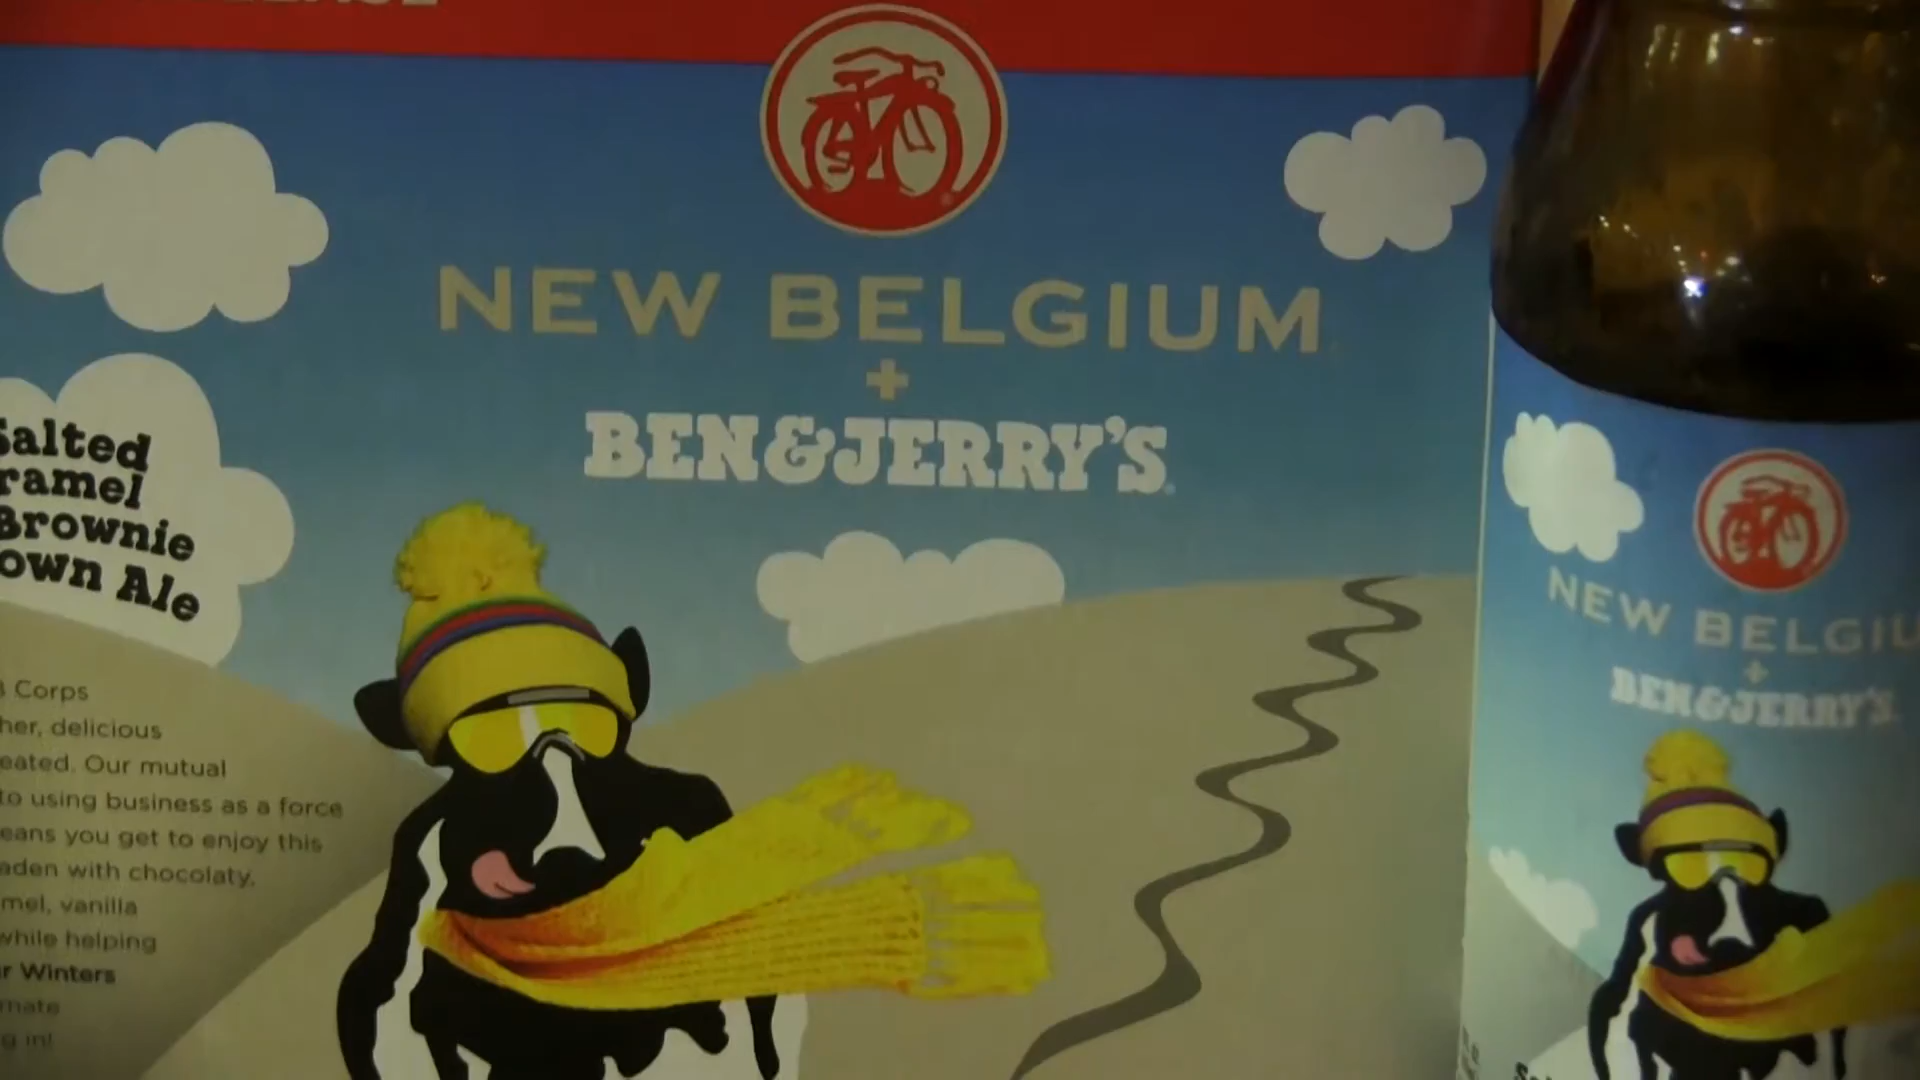 NEW BELGIUM
+
BEN&JERRY'S
Salted
ramel
Brownie
own Ale
Corps
her, delicious
eated. Our mutual
to using business as a force
eans you get to enjoy this
aden with chocolaty,
mel, vanilla
while helping
r Winters
mate
g in!
NEW BELGIU
+
BEN&JERRY'S